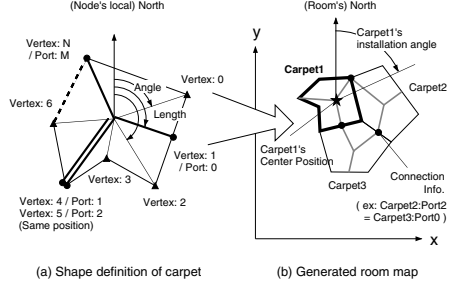 (Node's local) North
Vertex: N
/ Port: M
Vertex: 0
Angle
Length
Vertex: 6
Vertex: 1
/ Port: 0
Vertex: 3
Vertex: 4 / Port: 1
Vertex: 5 / Port: 2
(Same position)
Vertex: 2
(a) Shape definition of carpet
(Room's) North
y
Carpet1's
installation angle
Carpet1
Carpet2
Carpet1's
Center Position
Carpet3
Connection
Info.
( ex: Carpet2:Port2
= Carpet3:Port0 )
x
(b) Generated room map